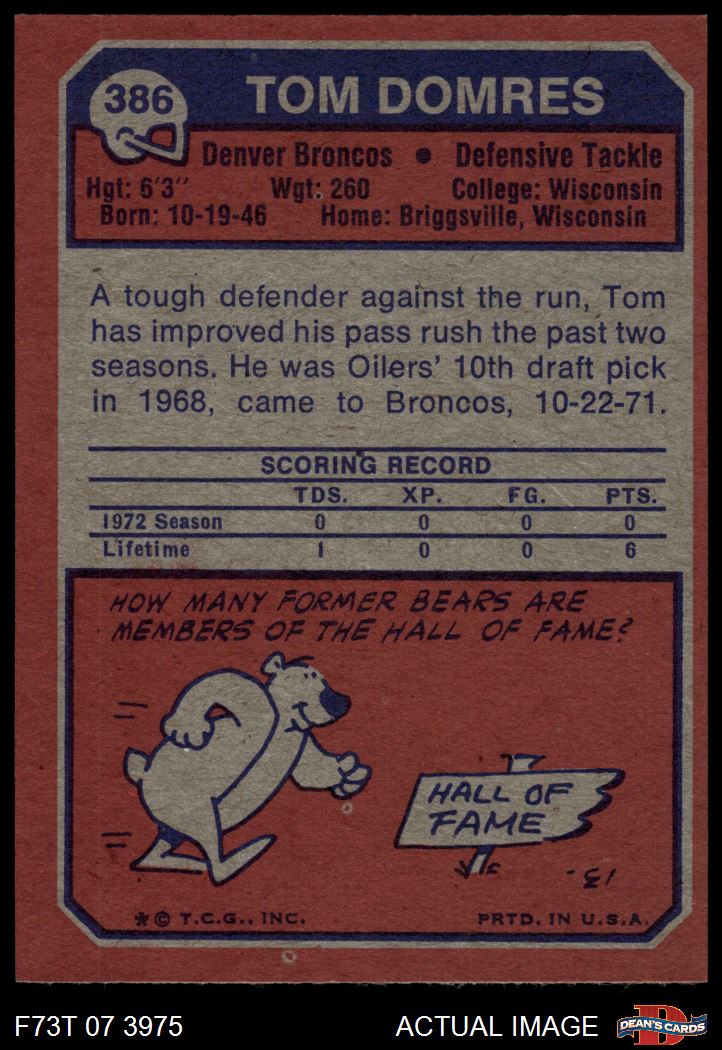 386
TOM DOMRES
Denver Broncos • Defensive Tackle
Hgt: 6'3" Wgt: 260 College: Wisconsin
Born: 10-19-46 Home: Briggsville, Wisconsin
A tough defender against the run, Tom
has improved his pass rush the past two
seasons. He was Oilers' 10th draft pick
in 1968, came to Broncos, 10-22-71.
SCORING RECORD
TDS. XP. FG. PTS.
1972 Season 0 0 0 0
Lifetime 1 0 0 6
HOW MANY FORMER BEARS ARE
MEMBERS OF THE HALL OF FAME?
HALL OF
FAME
13
* © T.C.G., INC. PRTD. IN U.S.A.
F73T 07 3975 ACTUAL IMAGE D DEAN'S CARDS